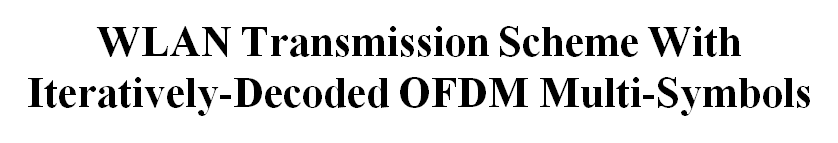 WLAN Transmission Scheme With
Iteratively-Decoded OFDM Multi-Symbols